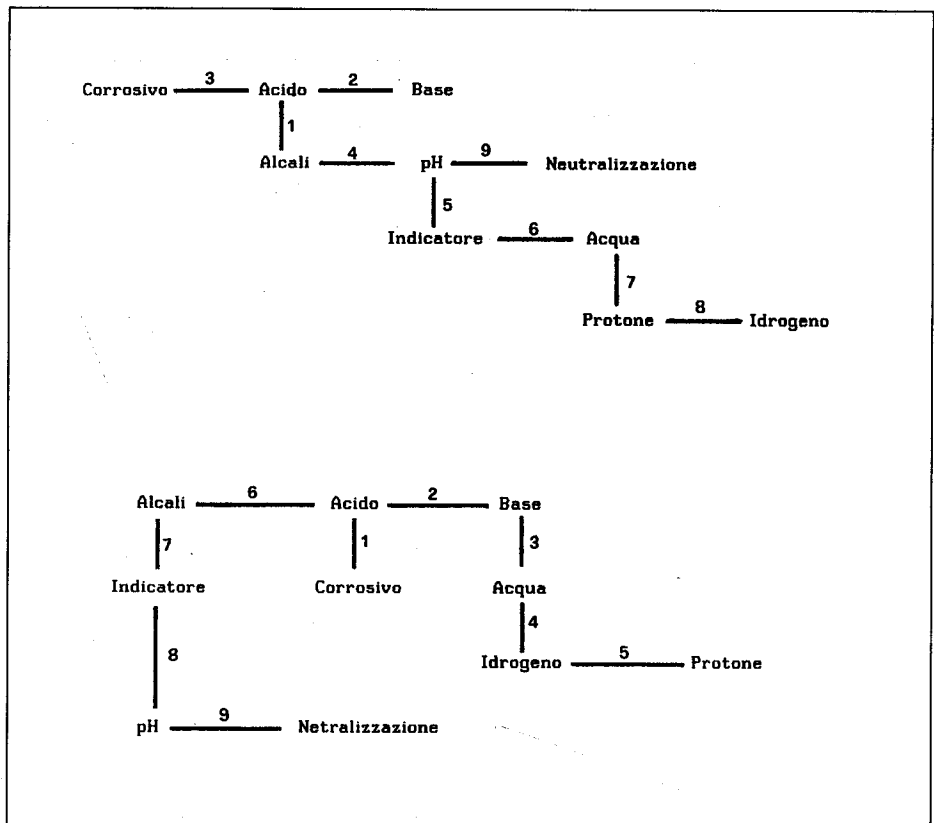 Corrosivo 3 Acido 2 Base
1
Alcali 4 pH 9 Neutralizzazione
5
Indicatore 6 Acqua
7
Protone 8 Idrogeno
Alcali 6 Acido 2 Base
7 1 3
Indicatore Corrosivo Acqua
4
8 Idrogeno 5 Protone
pH 9 Netralizzazione